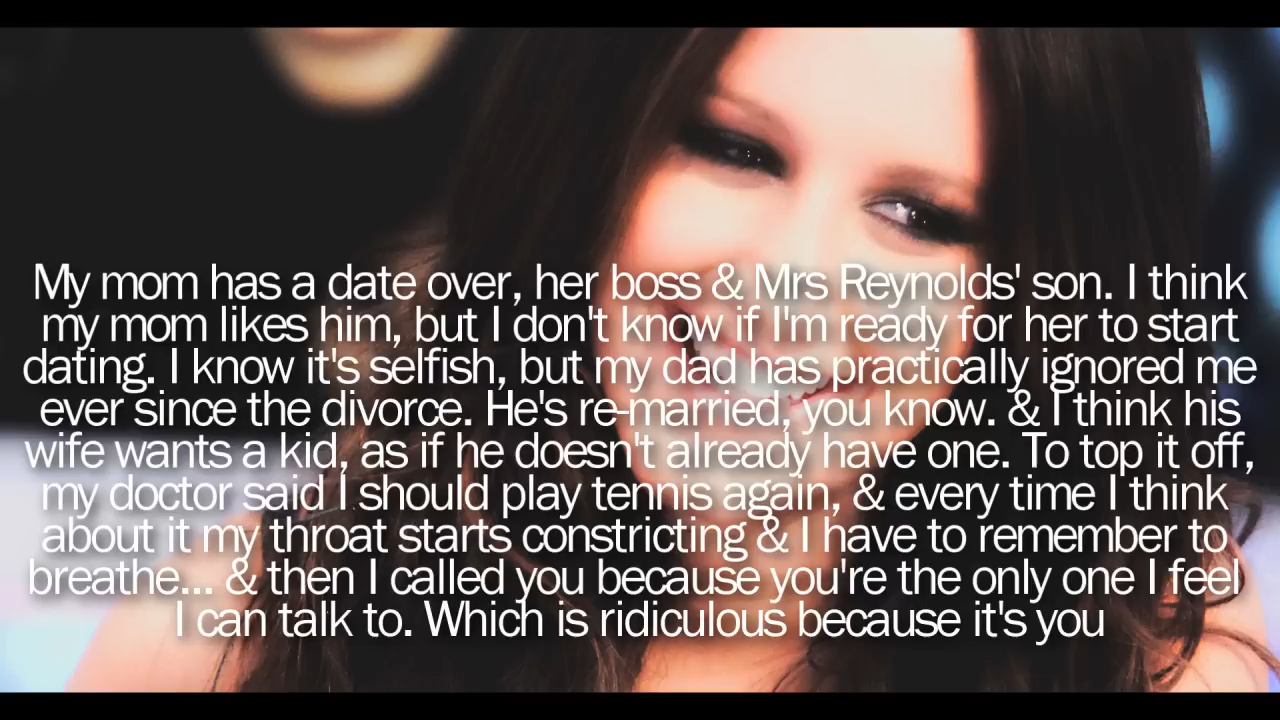 My mom has a date over, her boss & Mrs Reynolds' son. I think
my mom likes him, but I don't know if I'm ready for her to start
dating. I know it's selfish, but my dad has practically ignored me
ever since the divorce. He's re-married, you know. & I think his
wife wants a kid, as if he doesn't already have one. To top it off,
my doctor said I should play tennis again, & every time I think
about it my throat starts constricting & I have to remember to
breathe... & then I called you because you're the only one I feel
I can talk to. Which is ridiculous because it's you